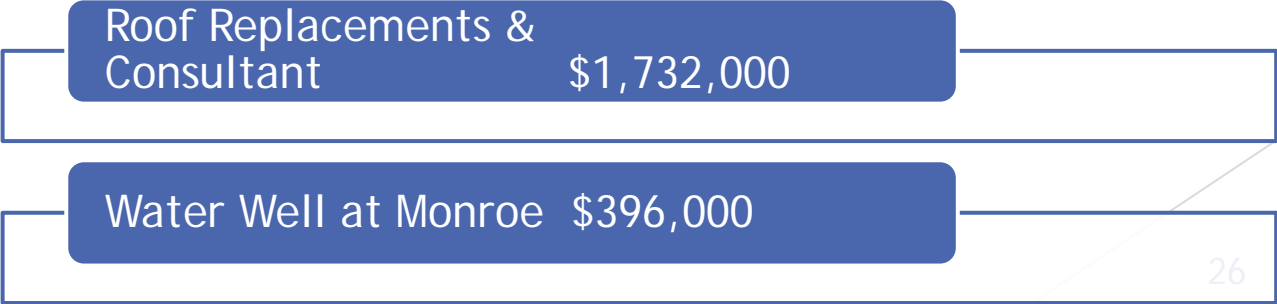 Roof Replacements &
Consultant $1,732,000
Water Well at Monroe $396,000
26